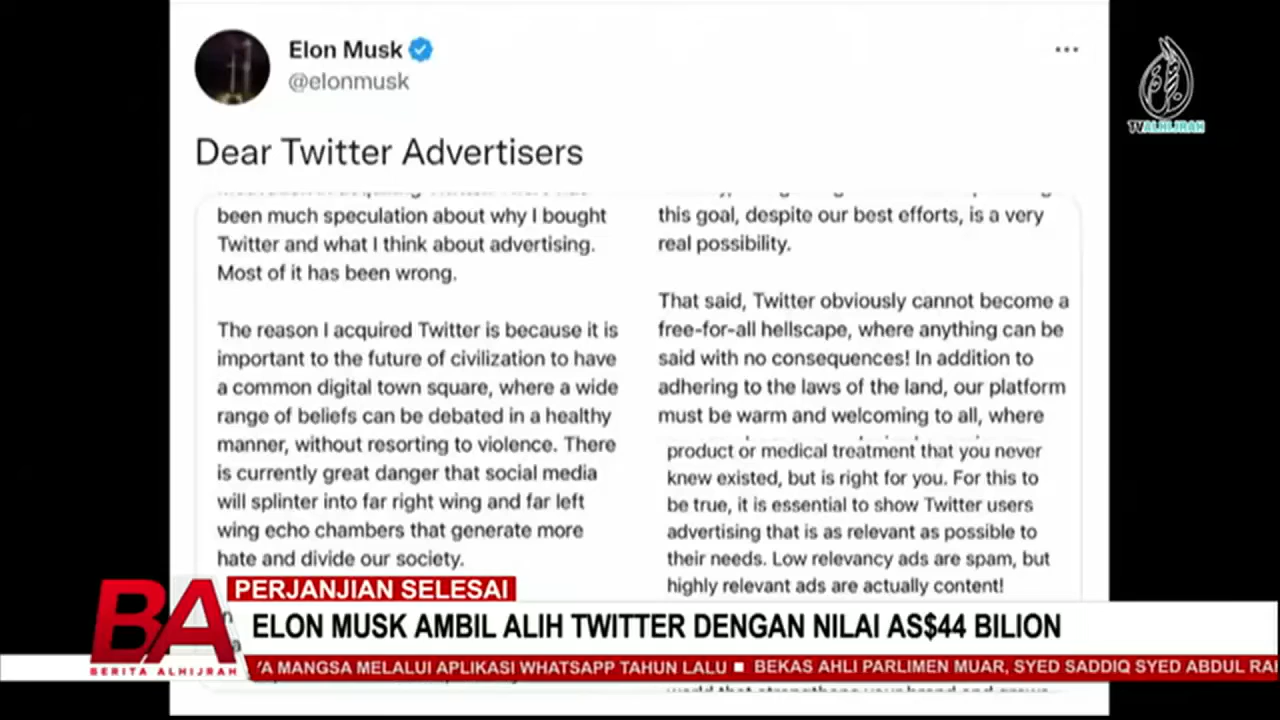 Elon Musk
@elonmusk
TVALHIJRAH
Dear Twitter Advertisers
been much speculation about why I bought
Twitter and what I think about advertising.
Most of it has been wrong.
The reason I acquired Twitter is because it is
important to the future of civilization to have
a common digital town square, where a wide
range of beliefs can be debated in a healthy
manner, without resorting to violence. There
is currently great danger that social media
will splinter into far right wing and far left
wing echo chambers that generate more
hate and divide our society.
this goal, despite our best efforts, is a very
real possibility.
That said, Twitter obviously cannot become a
free-for-all hellscape, where anything can be
said with no consequences! In addition to
adhering to the laws of the land, our platform
must be warm and welcoming to all, where
product or medical treatment that you never
knew existed, but is right for you. For this to
be true, it is essential to show Twitter users
advertising that is as relevant as possible to
their needs. Low relevancy ads are spam, but
highly relevant ads are actually content!
PERJANJIAN SELESAI
BA
BERITA ALHIJRAH
ELON MUSK AMBIL ALIH TWITTER DENGAN NILAI AS$44 BILION
MANGSA MELALUI APLIKASI WHATSAPP TAHUN LALU ■ BEKAS AHLI PARLIMEN MUAR, SYED SADDIQ SYED ABDUL